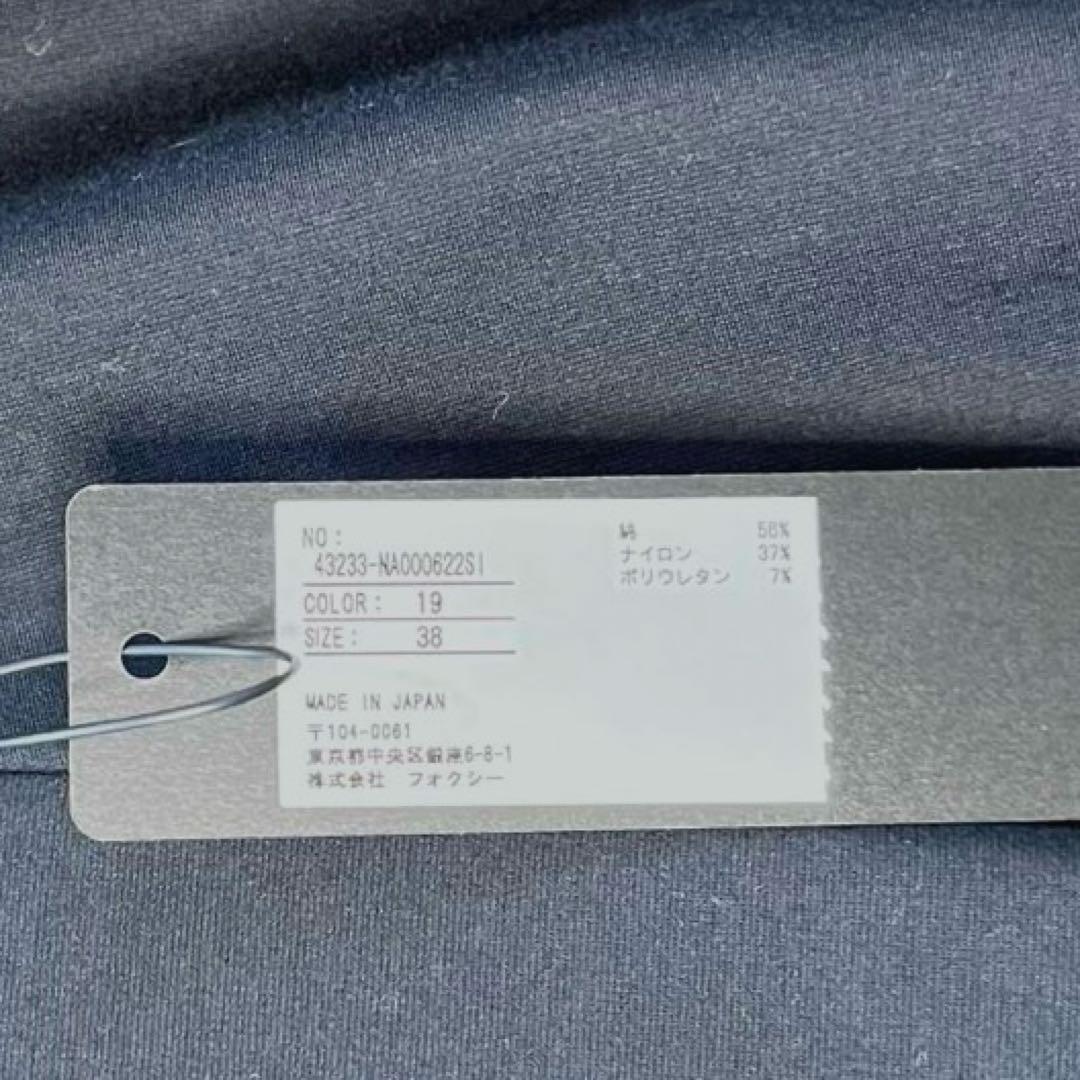 NO:
43233-NA000622SI
COLOR: 19
SIZE: 38
MADE IN JAPAN
〒104-0061
東京都中央区銀座6-8-1
株式会社 フォクシー
綿 56%
ナイロン 37%
ポリウレタン 7%